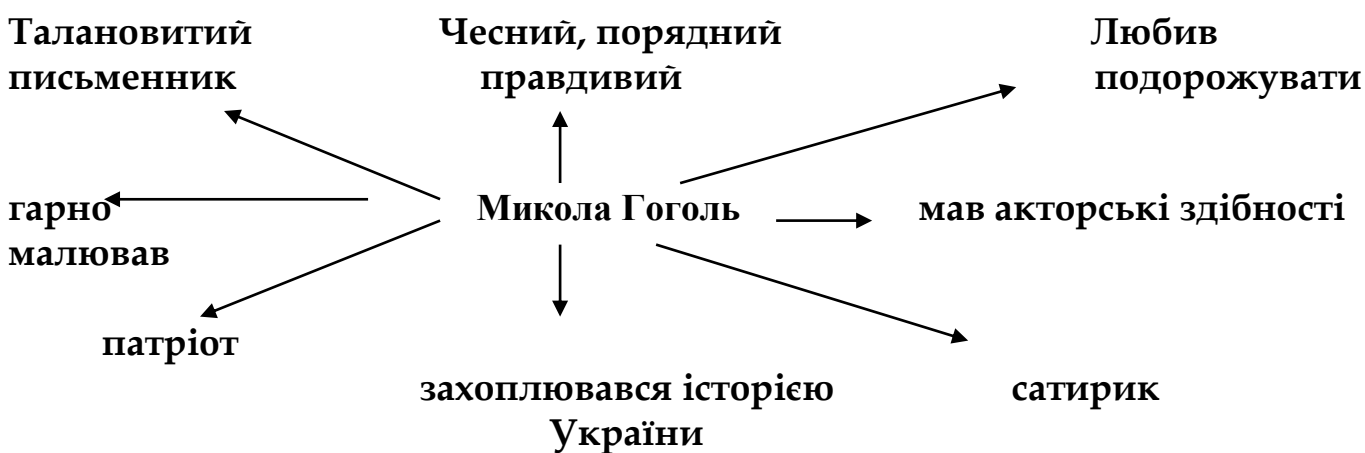 Талановитий Чесний, порядний Любив
письменник правдивий подорожувати
гарно Микола Гоголь мав акторські здібності
малював
патріот
захоплювався історією сатирик
України